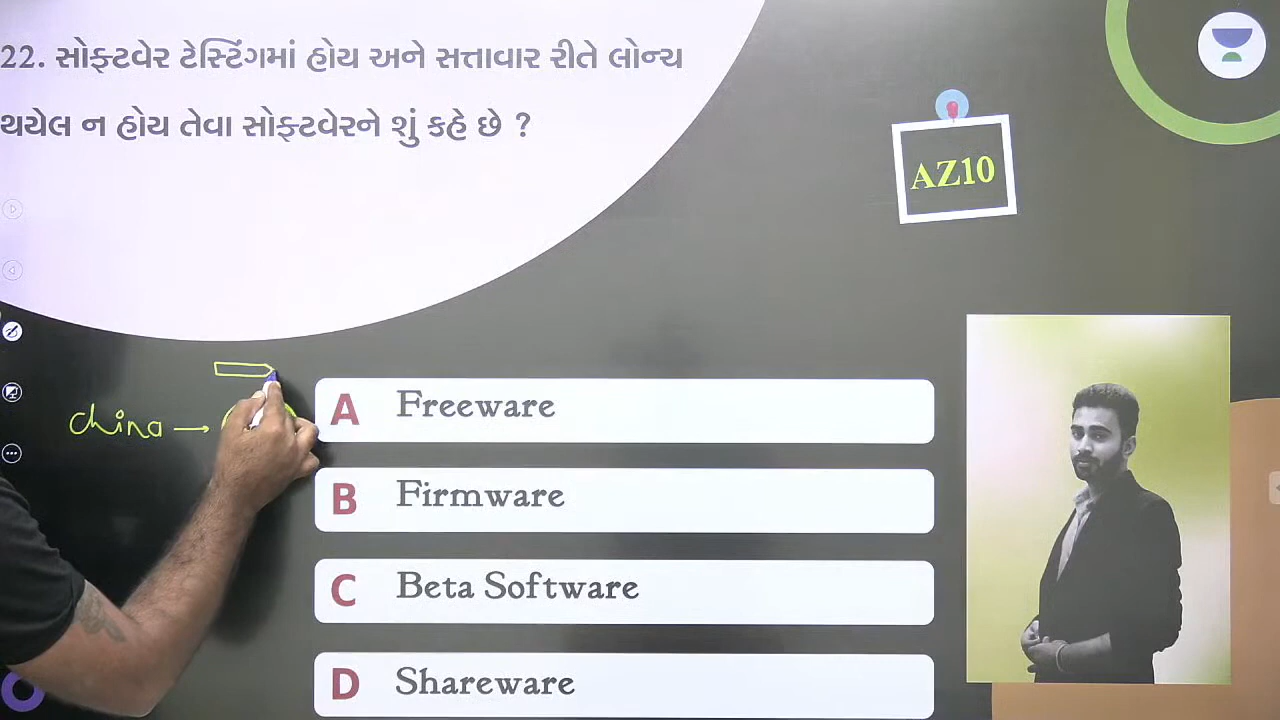 22. સોફ્ટવેર ટેસ્ટિંગમાં હોય અને સત્તાવાર રીતે લોન્ચ
થયેલ ન હોય તેવા સોફ્ટવેરને શું કહે છે ?
AZ10
china →
A Freeware
B Firmware
C Beta Software
D Shareware